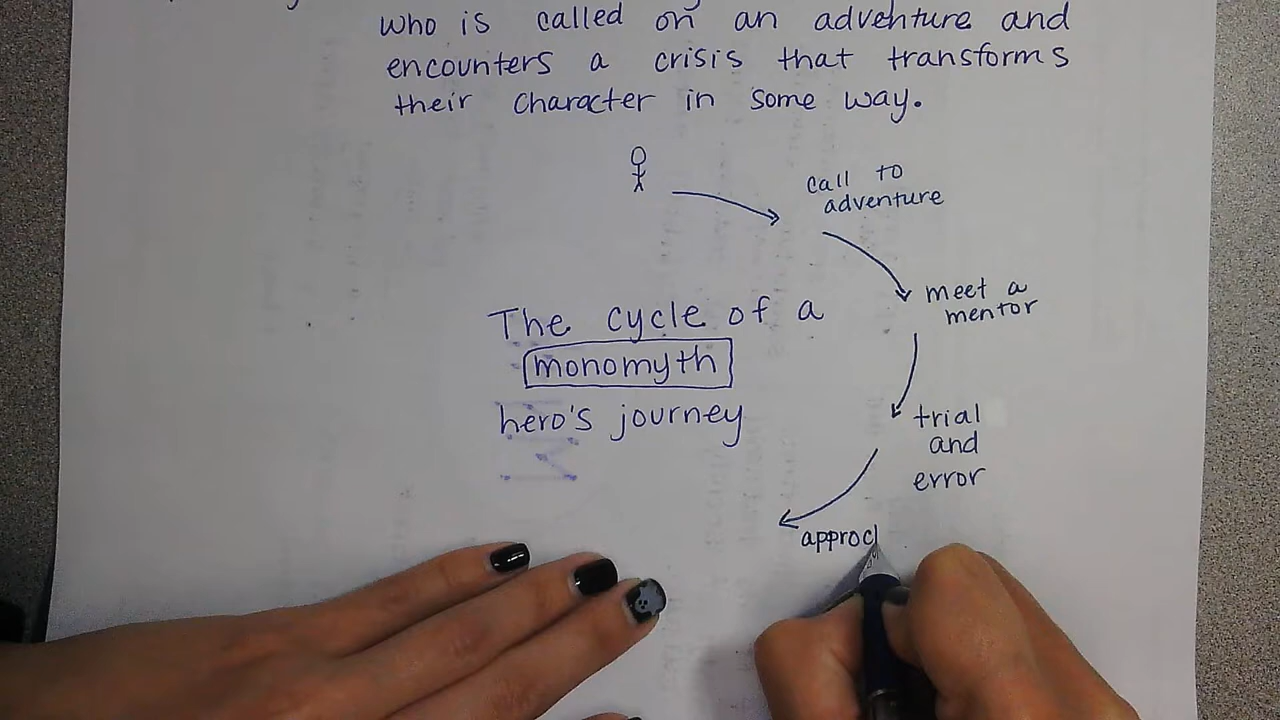 who is called on an adventure and
encounters a crisis that transforms
their character in some way.
call to
adventure
meet a
mentor
The cycle of a
monomyth
hero's journey
trial
and
error
approch